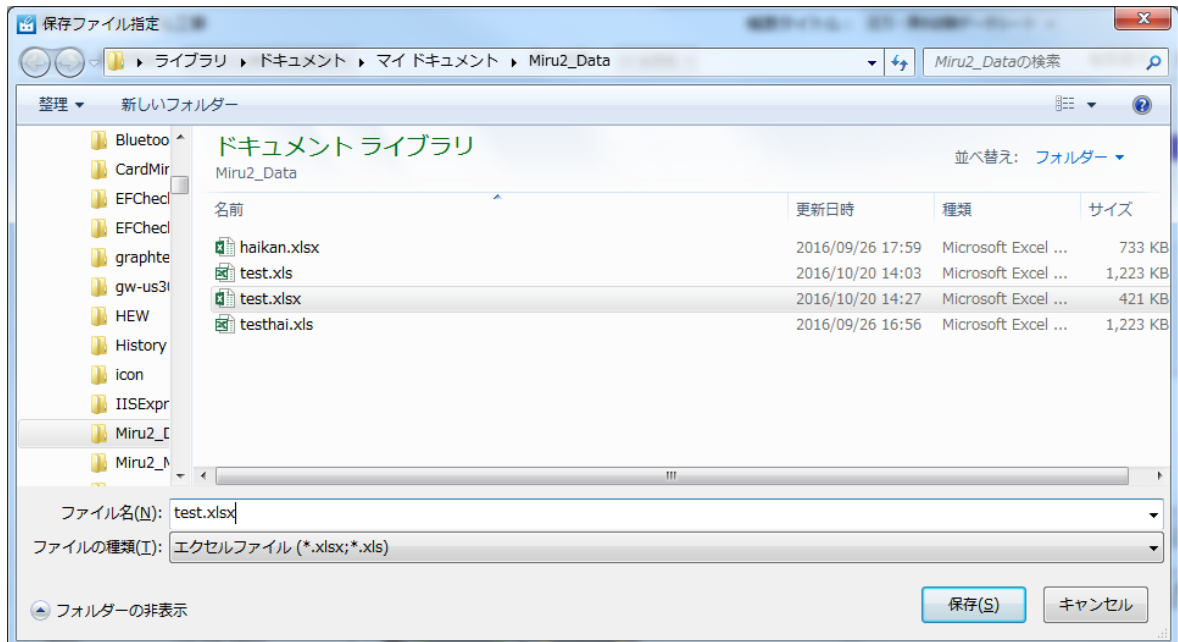 保存ファイル指定
ライブラリ ▸ ドキュメント ▸ マイ ドキュメント ▸ Miru2_Data
Miru2_Dataの検索
整理 ▼ 新しいフォルダー
Bluetoo
CardMir
EFChecl
EFChecl
graphte
gw-us3
HEW
History
icon
IISExpr
Miru2_D
Miru2_M
ドキュメント ライブラリ
Miru2_Data
並べ替え: フォルダー ▼
名前 更新日時 種類 サイズ
haikan.xlsx 2016/09/26 17:59 Microsoft Excel ... 733 KB
test.xls 2016/10/20 14:03 Microsoft Excel ... 1,223 KB
test.xlsx 2016/10/20 14:27 Microsoft Excel ... 421 KB
testhai.xls 2016/09/26 16:56 Microsoft Excel ... 1,223 KB
ファイル名(N): test.xlsx
ファイルの種類(T): エクセルファイル (*.xlsx;*.xls)
フォルダーの非表示
保存(S) キャンセル